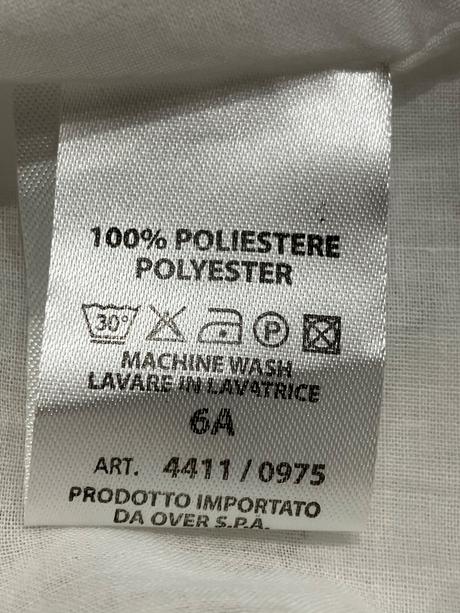 100% POLIESTERE
POLYESTER
30° P
MACHINE WASH
LAVARE IN LAVATRICE
6A
ART. 4411/0975
PRODOTTO IMPORTATO
DA OVER S.P.A.